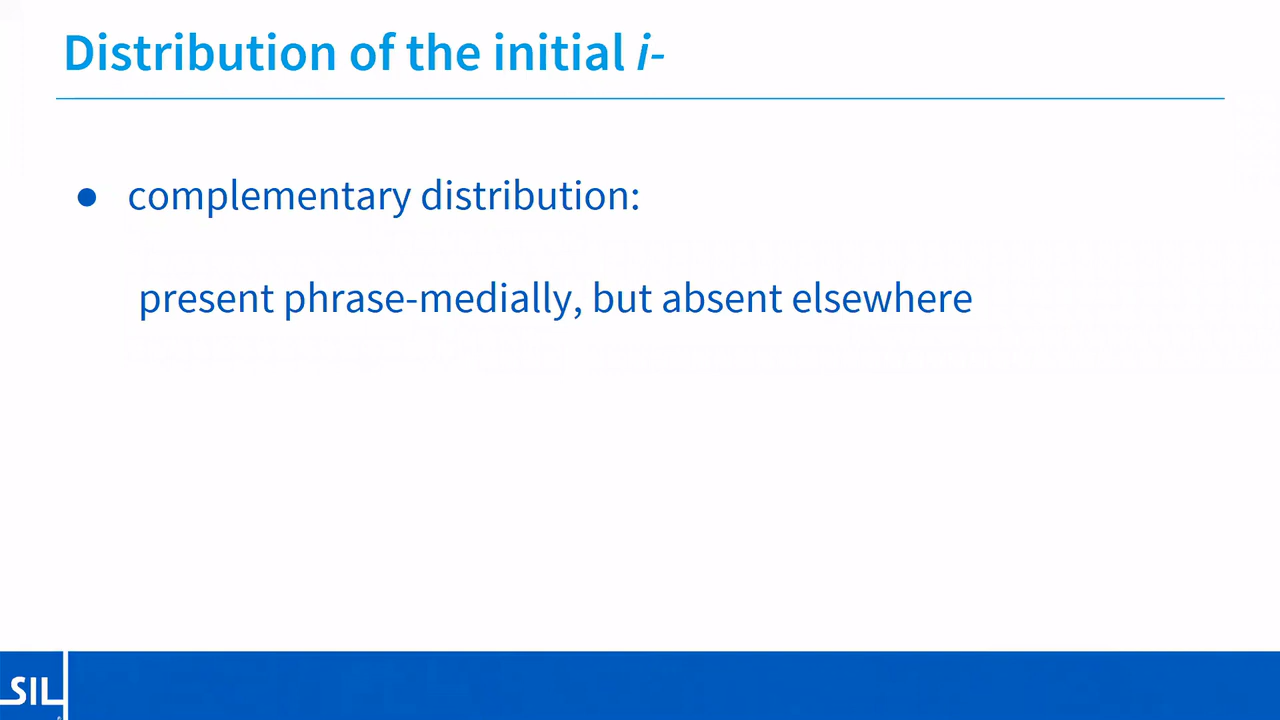 Distribution of the initial i-
● complementary distribution:
present phrase-medially, but absent elsewhere
SIL